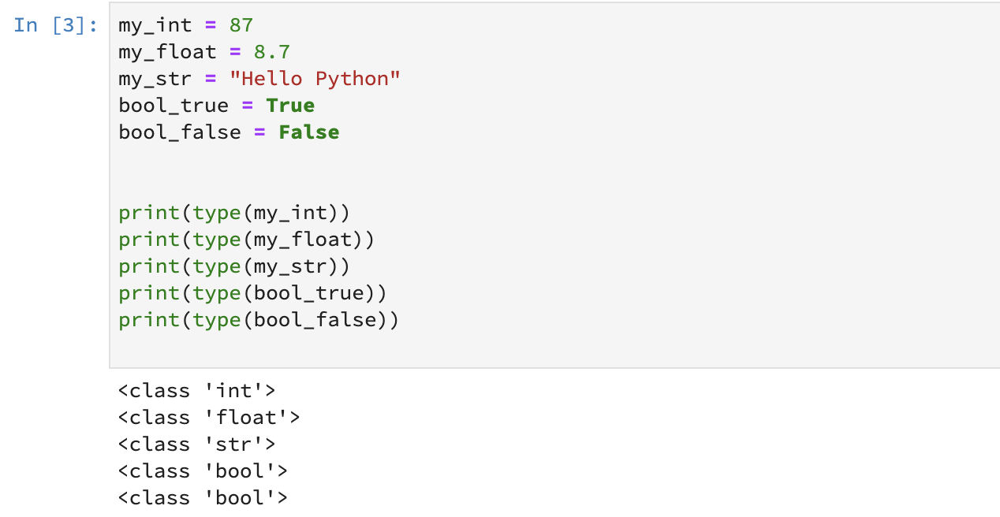 In [3]: my_int = 87
my_float = 8.7
my_str = "Hello Python"
bool_true = True
bool_false = False
print(type(my_int))
print(type(my_float))
print(type(my_str))
print(type(bool_true))
print(type(bool_false))
<class 'int'>
<class 'float'>
<class 'str'>
<class 'bool'>
<class 'bool'>